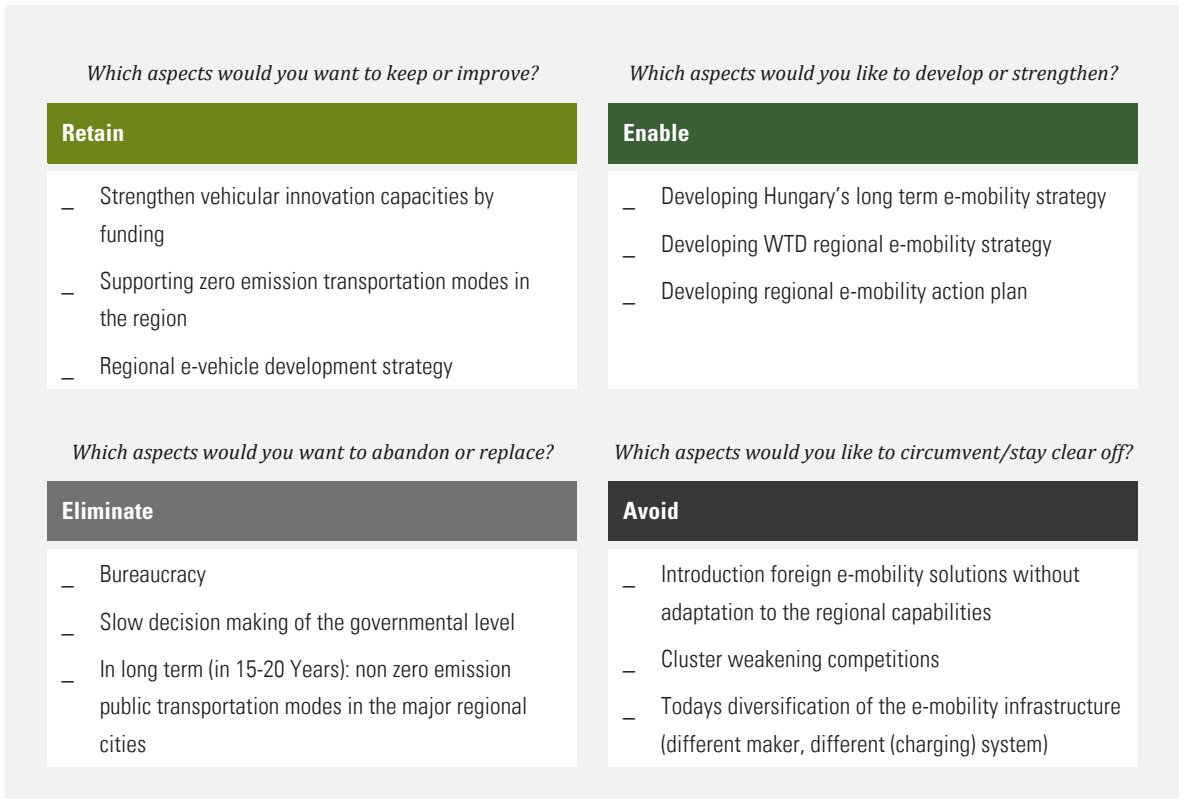 Which aspects would you want to keep or improve?
Retain
_ Strengthen vehicular innovation capacities by
funding
_ Supporting zero emission transportation modes in
the region
_ Regional e-vehicle development strategy
Which aspects would you like to develop or strengthen?
Enable
_ Developing Hungary's long term e-mobility strategy
_ Developing WTD regional e-mobility strategy
_ Developing regional e-mobility action plan
Which aspects would you want to abandon or replace?
Eliminate
_ Bureaucracy
_ Slow decision making of the governmental level
_ In long term (in 15-20 Years): non zero emission
public transportation modes in the major regional
cities
Which aspects would you like to circumvent/stay clear off?
Avoid
_ Introduction foreign e-mobility solutions without
adaptation to the regional capabilities
_ Cluster weakening competitions
_ Todays diversification of the e-mobility infrastructure
(different maker, different (charging) system)